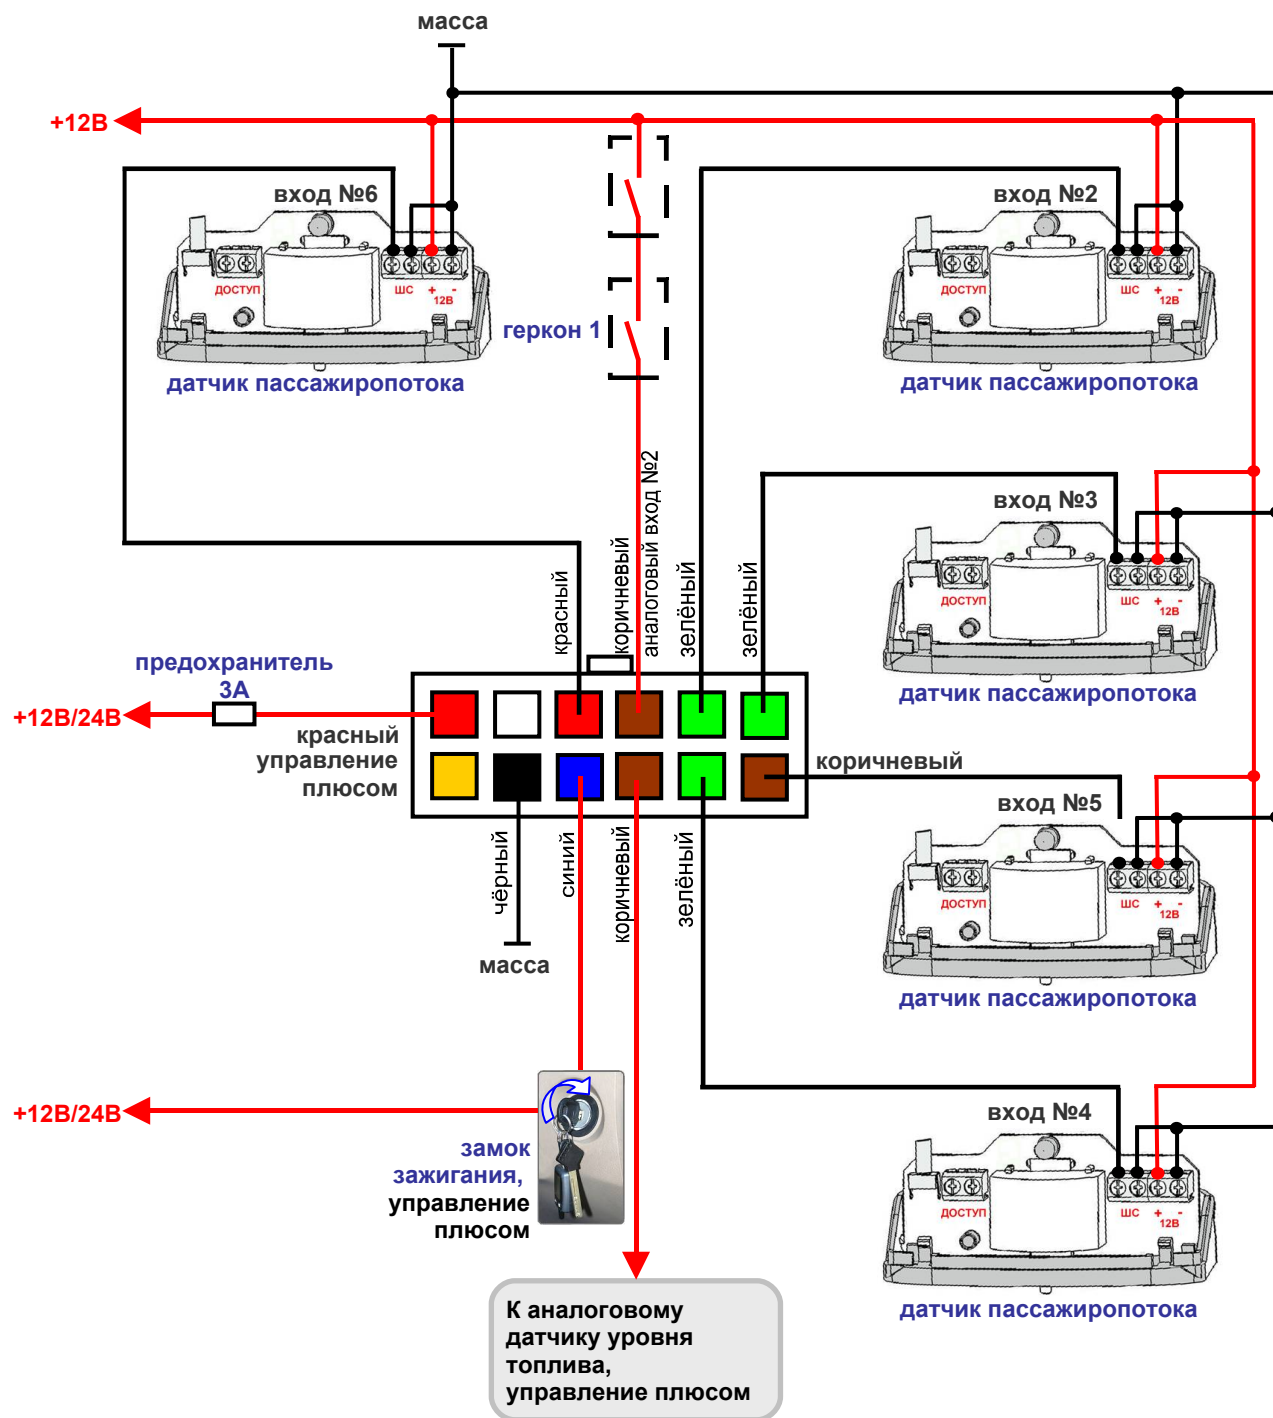 масса
+12В
вход №6
ДОСТУП
ШС
+ -
12В
датчик пассажиропотока
геркон 1
вход №2
ДОСТУП
ШС
+ -
12В
датчик пассажиропотока
вход №3
ДОСТУП
ШС
+ -
12В
датчик пассажиропотока
красный
коричневый
аналоговый вход №2
зелёный
зелёный
предохранитель
3А
+12В/24В
красный
управление
плюсом
коричневый
чёрный
синий
коричневый
зелёный
масса
вход №5
ДОСТУП
ШС
+ -
12В
датчик пассажиропотока
+12В/24В
замок
зажигания,
управление
плюсом
вход №4
ДОСТУП
ШС
+ -
12В
датчик пассажиропотока
К аналоговому
датчику уровня
топлива,
управление плюсом